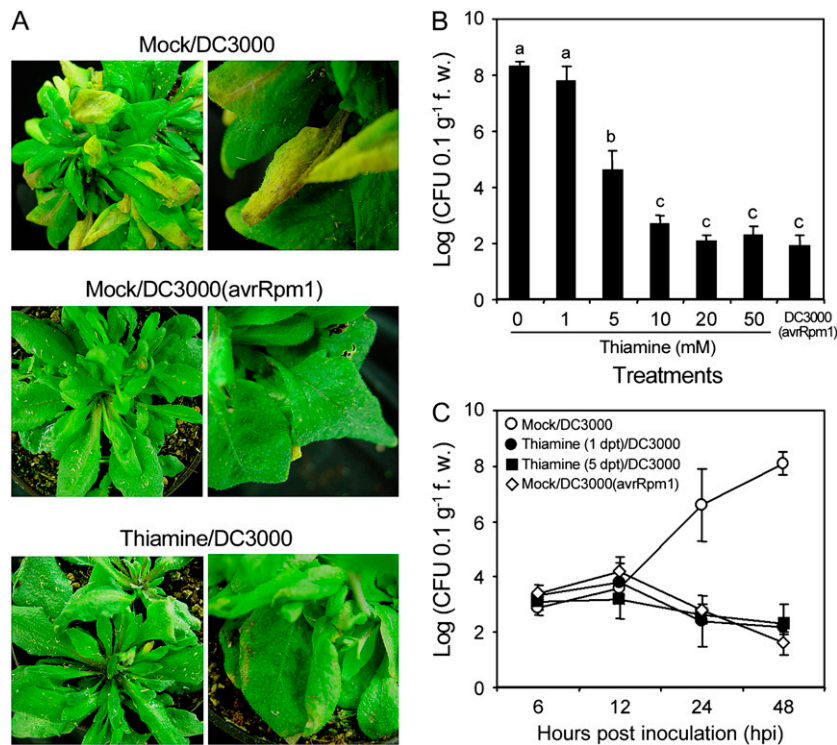 A
Mock/DC3000
Mock/DC3000(avrRpm1)
Thiamine/DC3000
B
Log (CFU 0.1 g⁻¹ f. w.)
10
8
6
4
2
0
a
a
b
c
c
c
c
0 1 5 10 20 50 DC3000
(avrRpm1)
Thiamine (mM)
Treatments
C
Log (CFU 0.1 g⁻¹ f. w.)
10
8
6
4
2
0
Mock/DC3000
Thiamine (1 dpt)/DC3000
Thiamine (5 dpt)/DC3000
Mock/DC3000(avrRpm1)
6 12 24 48
Hours post inoculation (hpi)